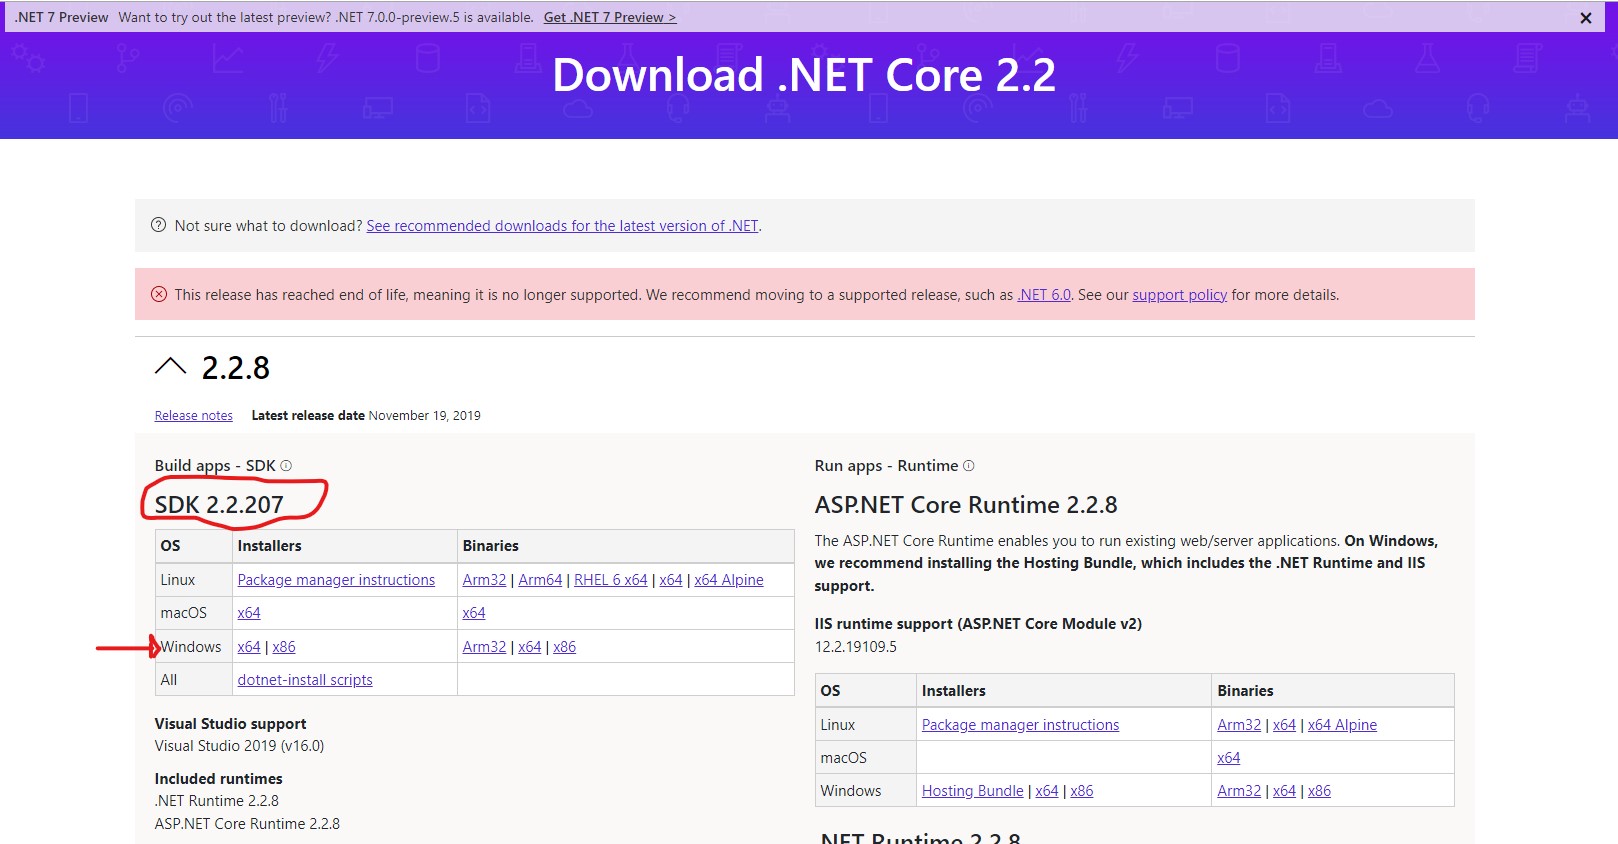 .NET 7 Preview Want to try out the latest preview? .NET 7.0.0-preview.5 is available. Get .NET 7 Preview >
Download .NET Core 2.2
Not sure what to download? See recommended downloads for the latest version of .NET.
This release has reached end of life, meaning it is no longer supported. We recommend moving to a supported release, such as .NET 6.0. See our support policy for more details.
2.2.8
Release notes Latest release date November 19, 2019
Build apps - SDK
SDK 2.2.207
OS Installers Binaries
Linux Package manager instructions Arm32 | Arm64 | RHEL 6 x64 | x64 | x64 Alpine
macOS x64 x64
Windows x64 | x86 Arm32 | x64 | x86
All dotnet-install scripts
Visual Studio support
Visual Studio 2019 (v16.0)
Included runtimes
.NET Runtime 2.2.8
ASP.NET Core Runtime 2.2.8
Run apps - Runtime
ASP.NET Core Runtime 2.2.8
The ASP.NET Core Runtime enables you to run existing web/server applications. On Windows,
we recommend installing the Hosting Bundle, which includes the .NET Runtime and IIS
support.
IIS runtime support (ASP.NET Core Module v2)
12.2.19109.5
OS Installers Binaries
Linux Package manager instructions Arm32 | x64 | x64 Alpine
macOS x64
Windows Hosting Bundle | x64 | x86 Arm32 | x64 | x86
.NET Runtime 2.2.8